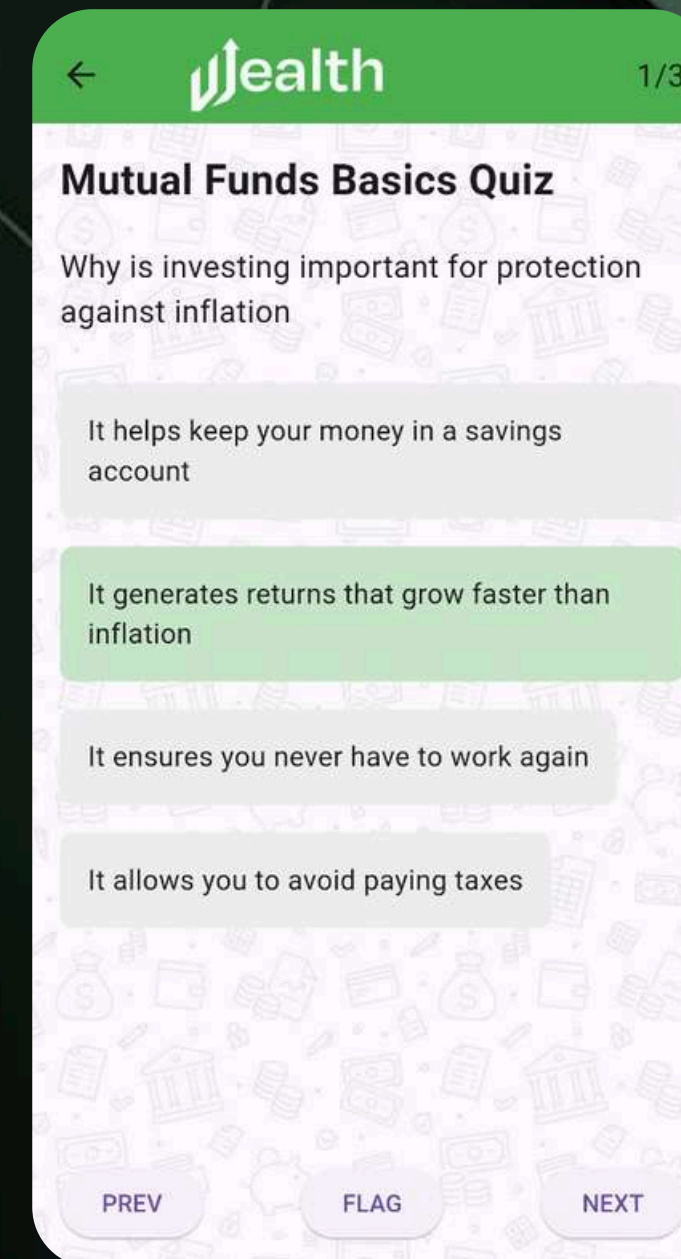 Wealth
1/3
Mutual Funds Basics Quiz
Why is investing important for protection
against inflation
It helps keep your money in a savings
account
It generates returns that grow faster than
inflation
It ensures you never have to work again
It allows you to avoid paying taxes
PREV
FLAG
NEXT